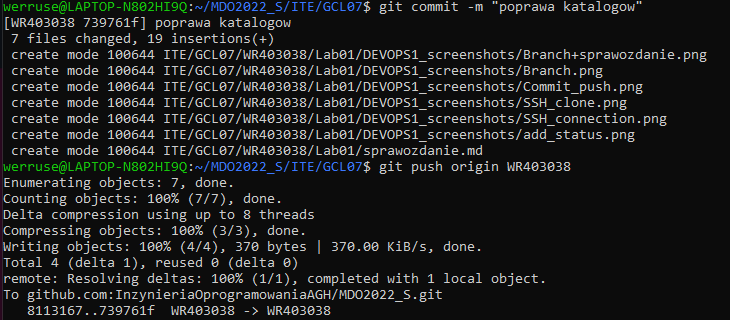 werruse@LAPTOP-N802HI9Q:~/MDO2022_S/ITE/GCL07$ git commit -m "poprawa katalogow"
[WR403038 739761f] poprawa katalogow
 7 files changed, 19 insertions(+)
 create mode 100644 ITE/GCL07/WR403038/Lab01/DEVOPS1_screenshots/Branch+sprawozdanie.png
 create mode 100644 ITE/GCL07/WR403038/Lab01/DEVOPS1_screenshots/Branch.png
 create mode 100644 ITE/GCL07/WR403038/Lab01/DEVOPS1_screenshots/Commit_push.png
 create mode 100644 ITE/GCL07/WR403038/Lab01/DEVOPS1_screenshots/SSH_clone.png
 create mode 100644 ITE/GCL07/WR403038/Lab01/DEVOPS1_screenshots/SSH_connection.png
 create mode 100644 ITE/GCL07/WR403038/Lab01/DEVOPS1_screenshots/add_status.png
 create mode 100644 ITE/GCL07/WR403038/Lab01/sprawozdanie.md
werruse@LAPTOP-N802HI9Q:~/MDO2022_S/ITE/GCL07$ git push origin WR403038
Enumerating objects: 7, done.
Counting objects: 100% (7/7), done.
Delta compression using up to 8 threads
Compressing objects: 100% (3/3), done.
Writing objects: 100% (4/4), 370 bytes | 370.00 KiB/s, done.
Total 4 (delta 1), reused 0 (delta 0)
remote: Resolving deltas: 100% (1/1), completed with 1 local object.
To github.com:InzynieriaOprogramowaniaAGH/MDO2022_S.git
   8113167..739761f  WR403038 -> WR403038